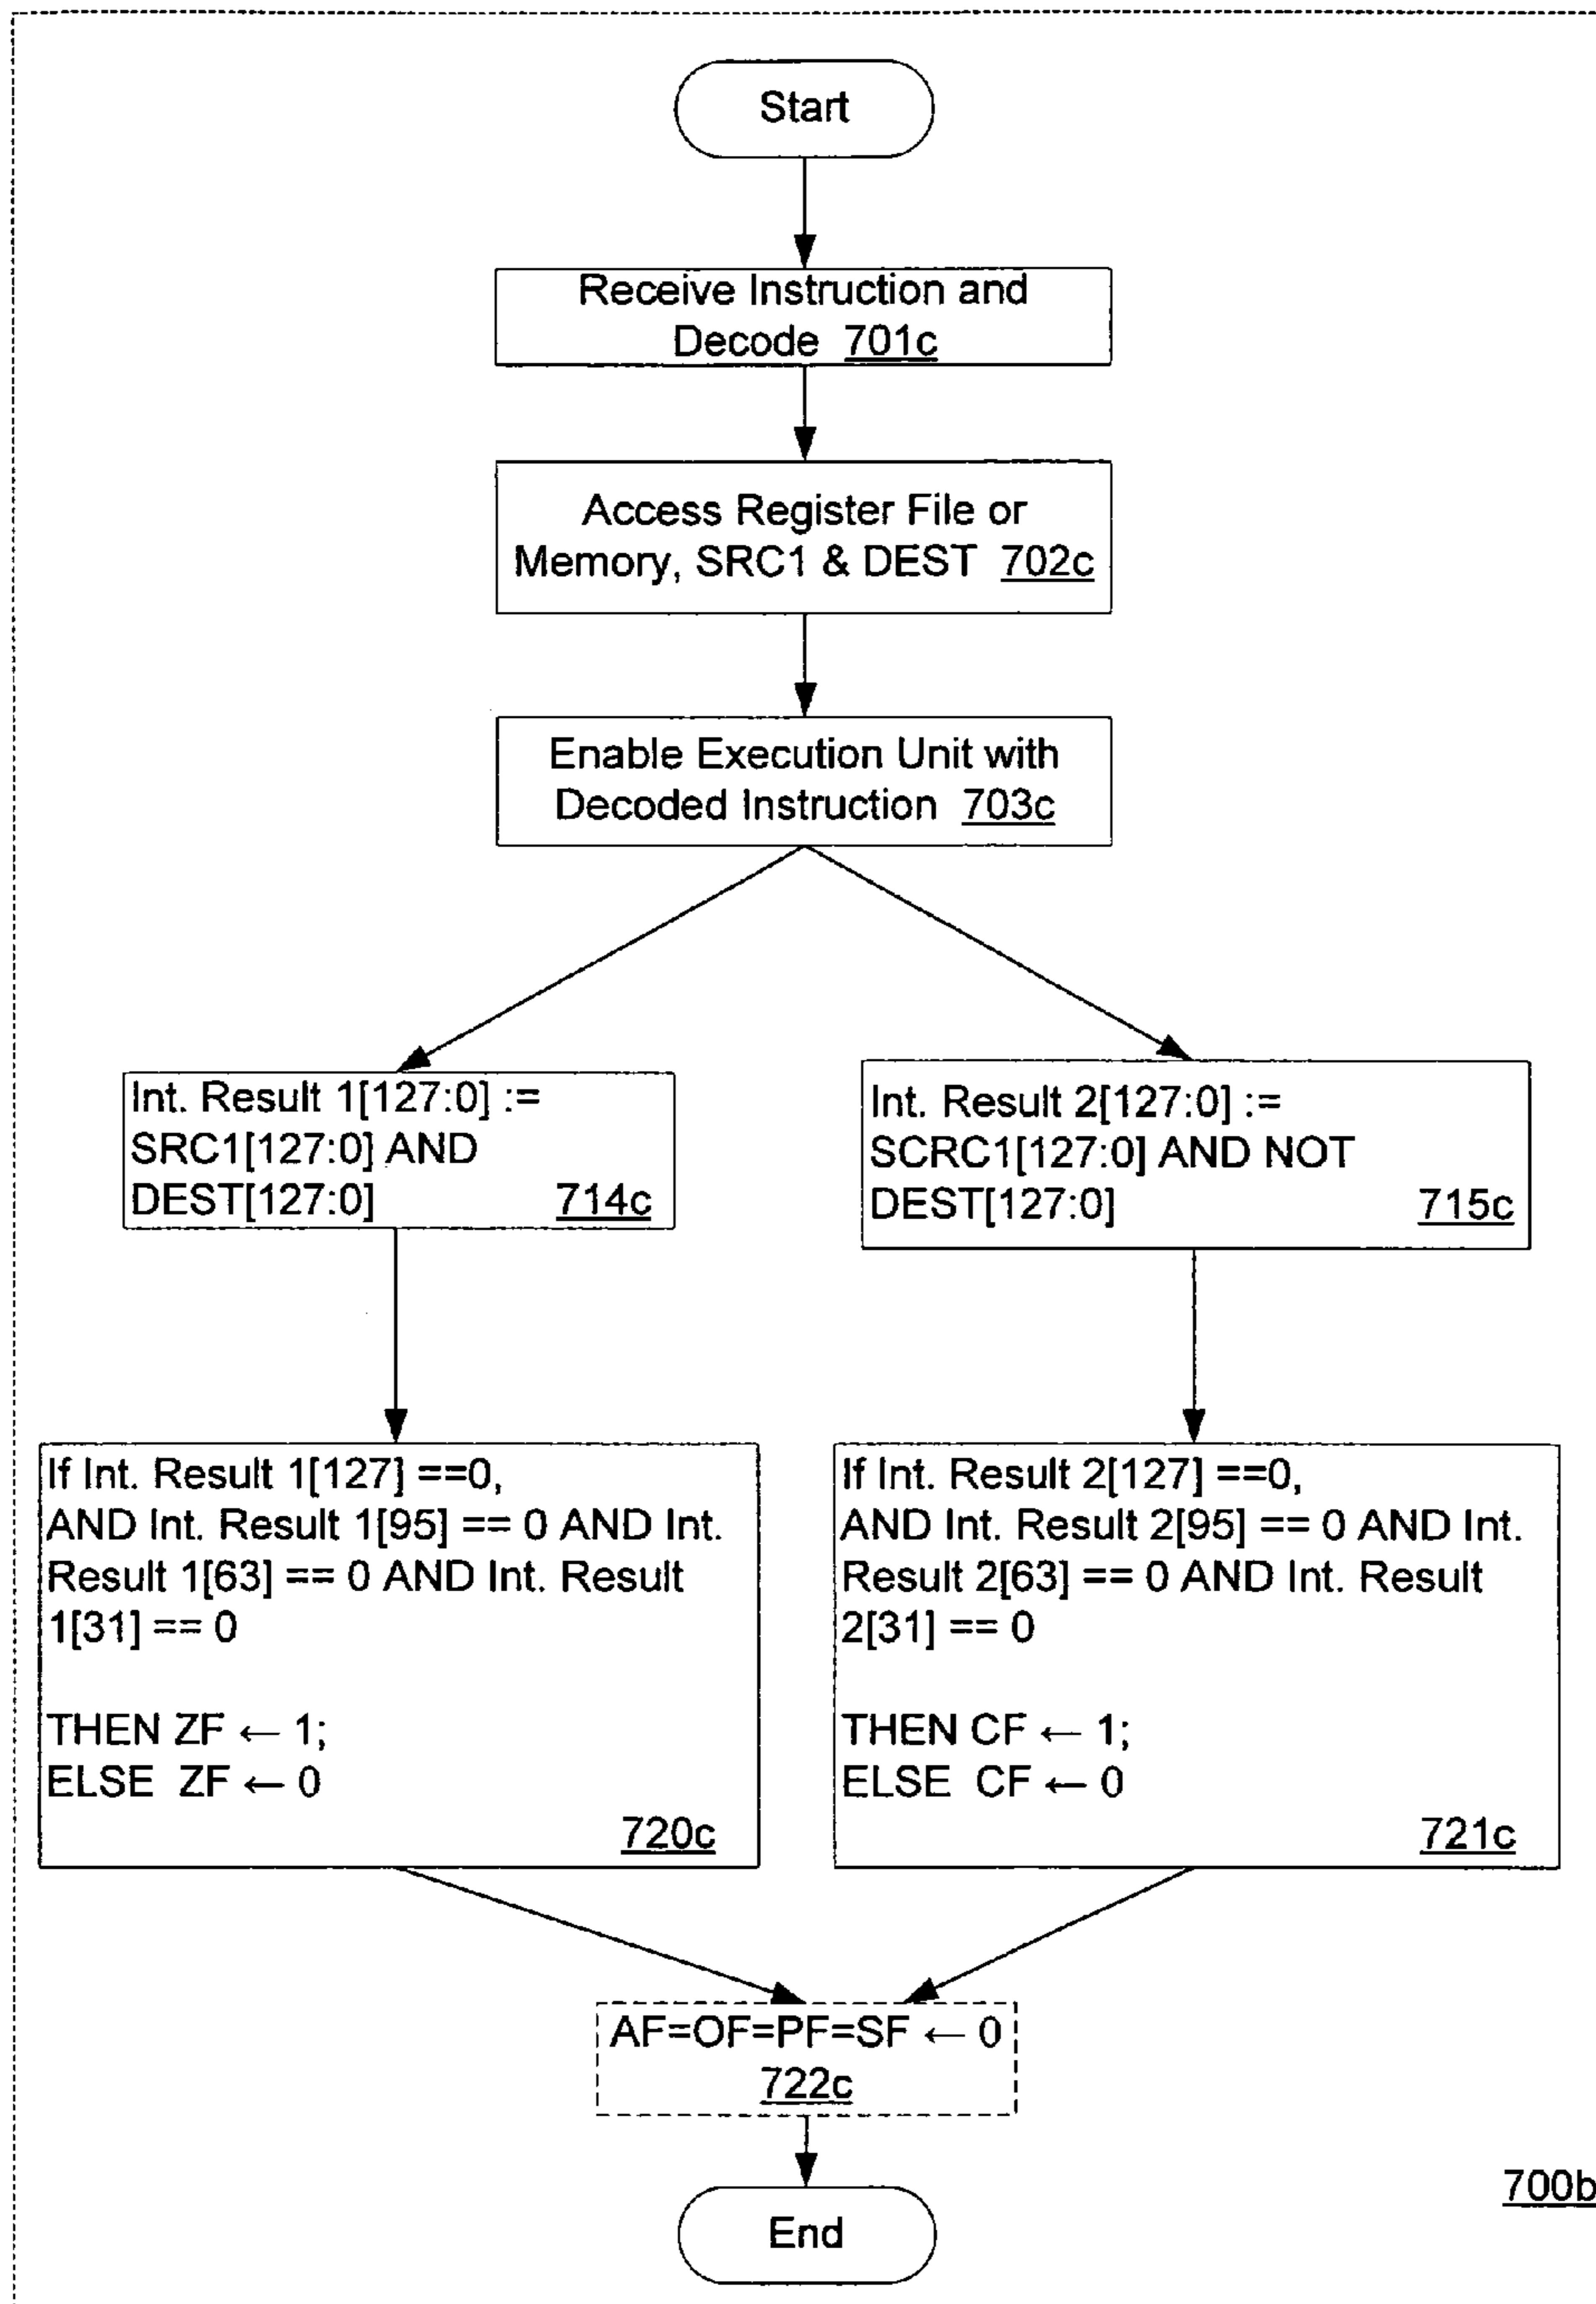 Start
Receive Instruction and
Decode 701c
Access Register File or
Memory, SRC1 & DEST 702c
Enable Execution Unit with
Decoded Instruction 703c
Int. Result 1[127:0] :=
SRC1[127:0] AND
DEST[127:0] 714c
Int. Result 2[127:0] :=
SCRC1[127:0] AND NOT
DEST[127:0] 715c
If Int. Result 1[127] ==0,
AND Int. Result 1[95] == 0 AND Int.
Result 1[63] == 0 AND Int. Result
1[31] == 0
THEN ZF ← 1;
ELSE ZF ← 0
720c
If Int. Result 2[127] ==0,
AND Int. Result 2[95] == 0 AND Int.
Result 2[63] == 0 AND Int. Result
2[31] == 0
THEN CF ← 1;
ELSE CF ← 0
721c
AF=OF=PF=SF ← 0
722c
End
700b